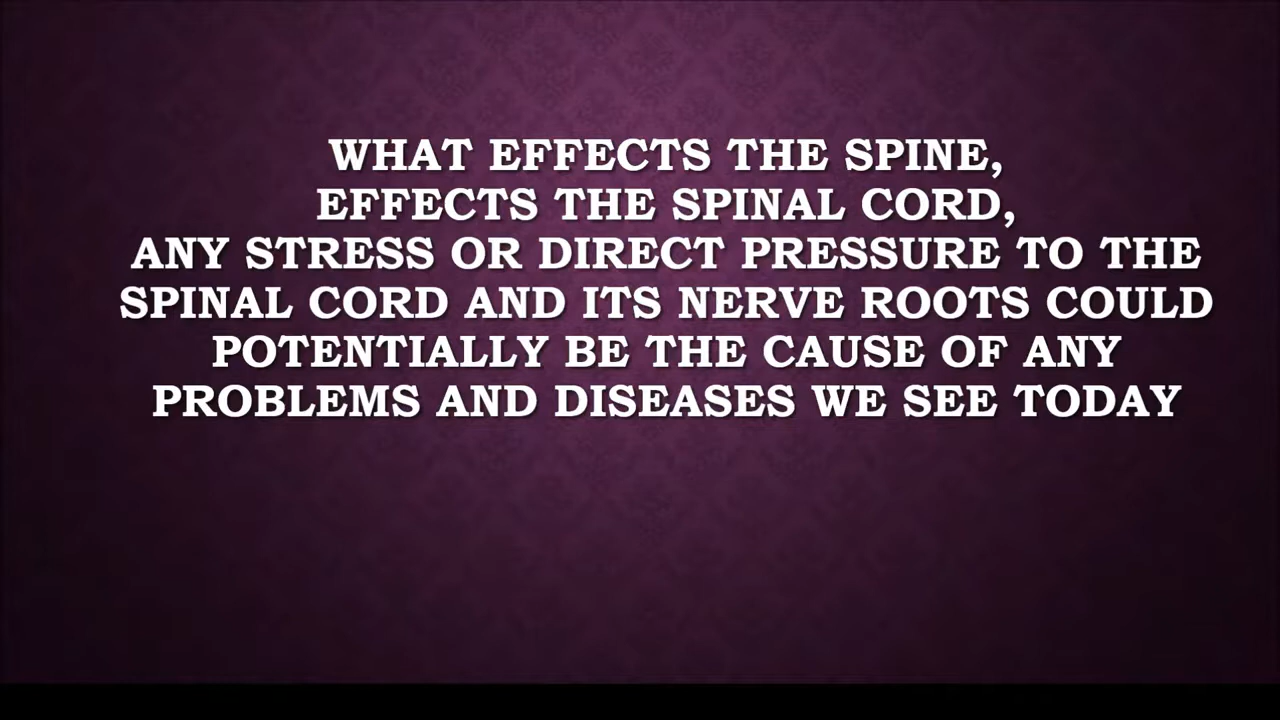 WHAT EFFECTS THE SPINE,
EFFECTS THE SPINAL CORD,
ANY STRESS OR DIRECT PRESSURE TO THE
SPINAL CORD AND ITS NERVE ROOTS COULD
POTENTIALLY BE THE CAUSE OF ANY
PROBLEMS AND DISEASES WE SEE TODAY